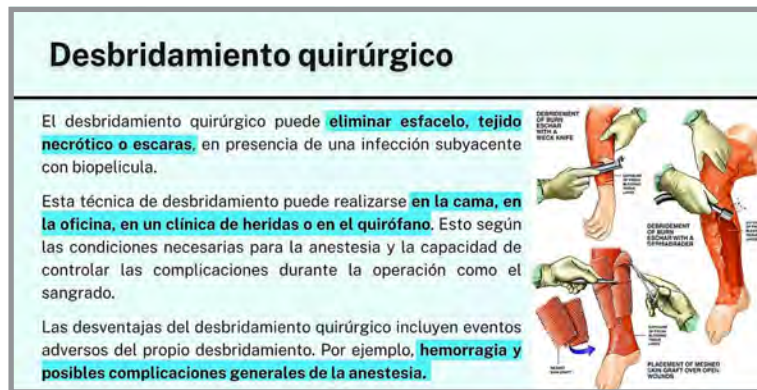 Desbridamiento quirúrgico
El desbridamiento quirúrgico puede eliminar esfacelo, tejido
necrótico o escaras, en presencia de una infección subyacente
con biopelicula.
Esta técnica de desbridamiento puede realizarse en la cama, en
la oficina, en un clínica de heridas o en el quirófano. Esto según
las condiciones necesarias para la anestesia y la capacidad de
controlar las complicaciones durante la operación como el
sangrado.
Las desventajas del desbridamiento quirúrgico incluyen eventos
adversos del propio desbridamiento. Por ejemplo, hemorragia y
posibles complicaciones generales de la anestesia.
DEBRIDEMENT
OF BURN
ESCHAR WITH
A WECK KNIFE
DEBRIDEMENT
OF BURN
ESCHAR WITH A
PLACEMENT OF MESHED
SKIN GRAFT OVER OPEN
WOUNDS